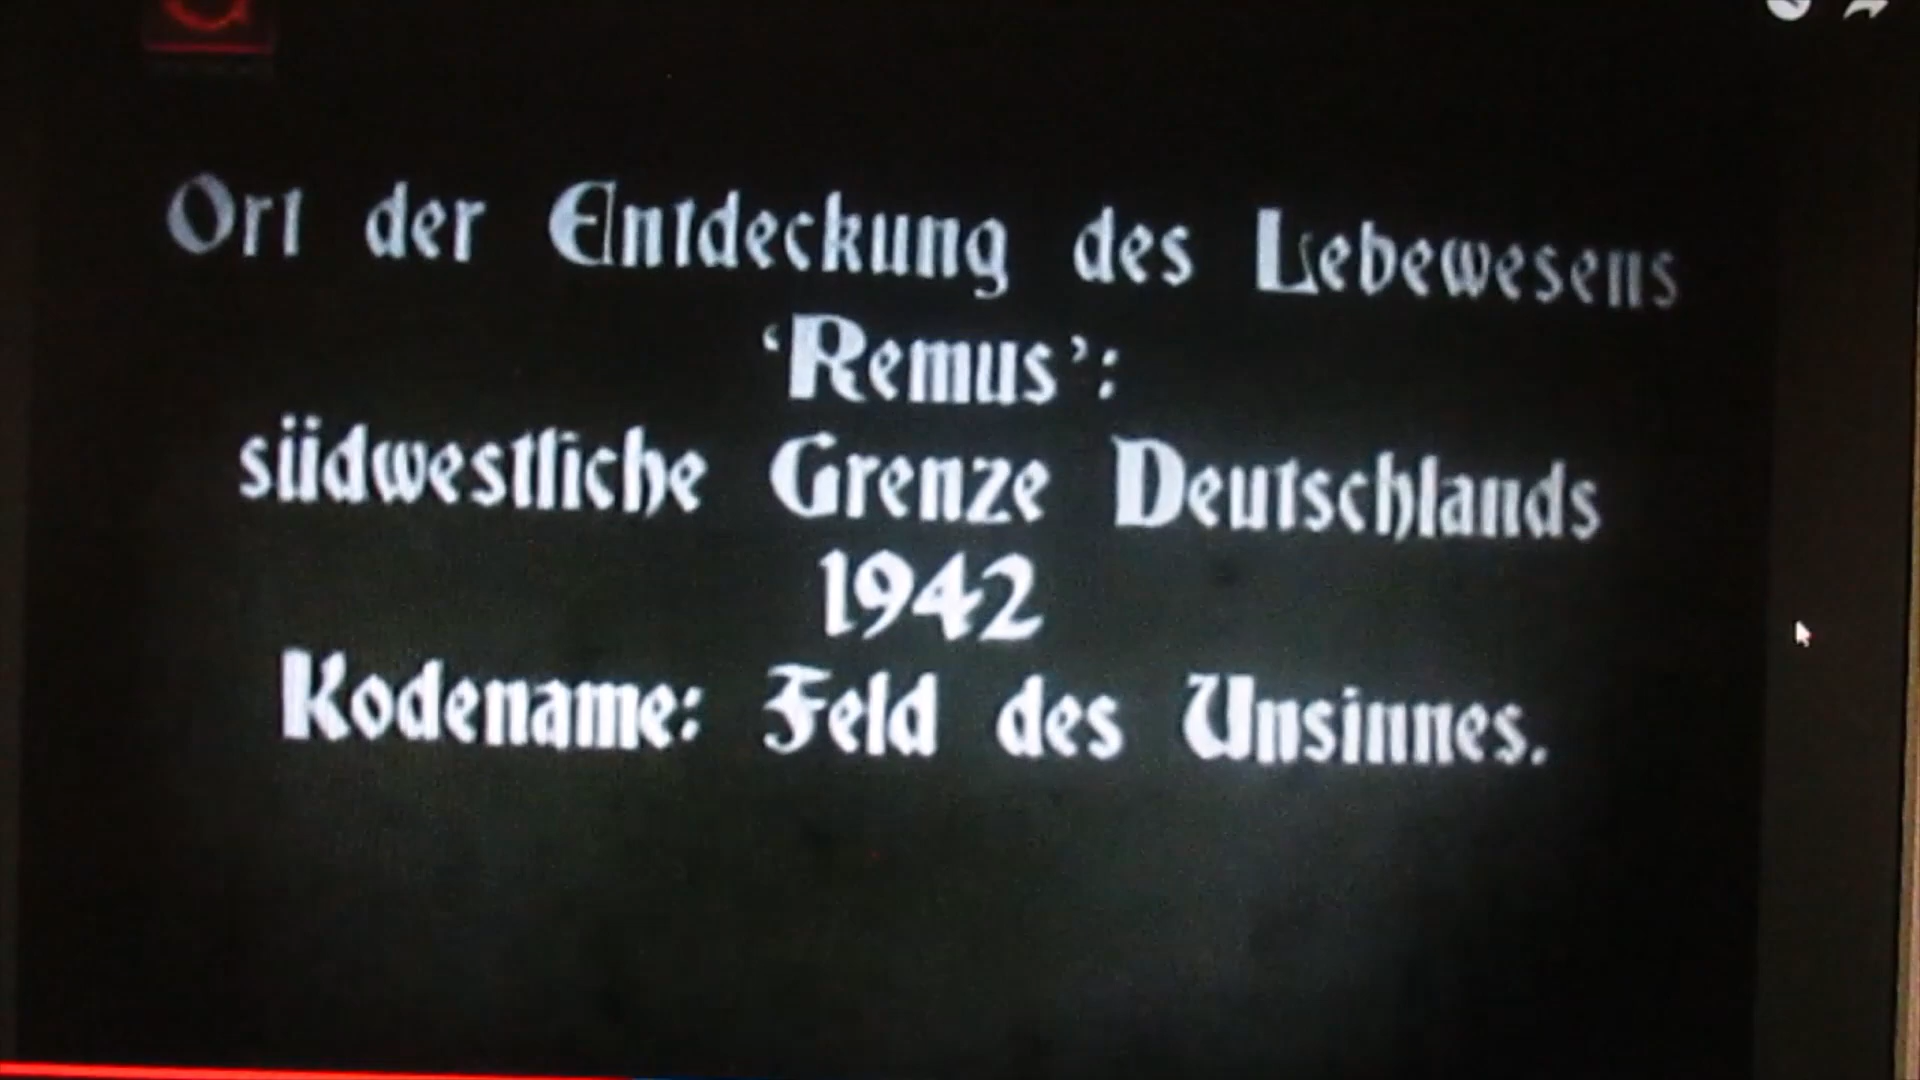 Ort der Entdeckung des Lebewesens
‘Remus’:
südwestliche Grenze Deutschlands
1942
Kodename: Feld des Unsinnes.